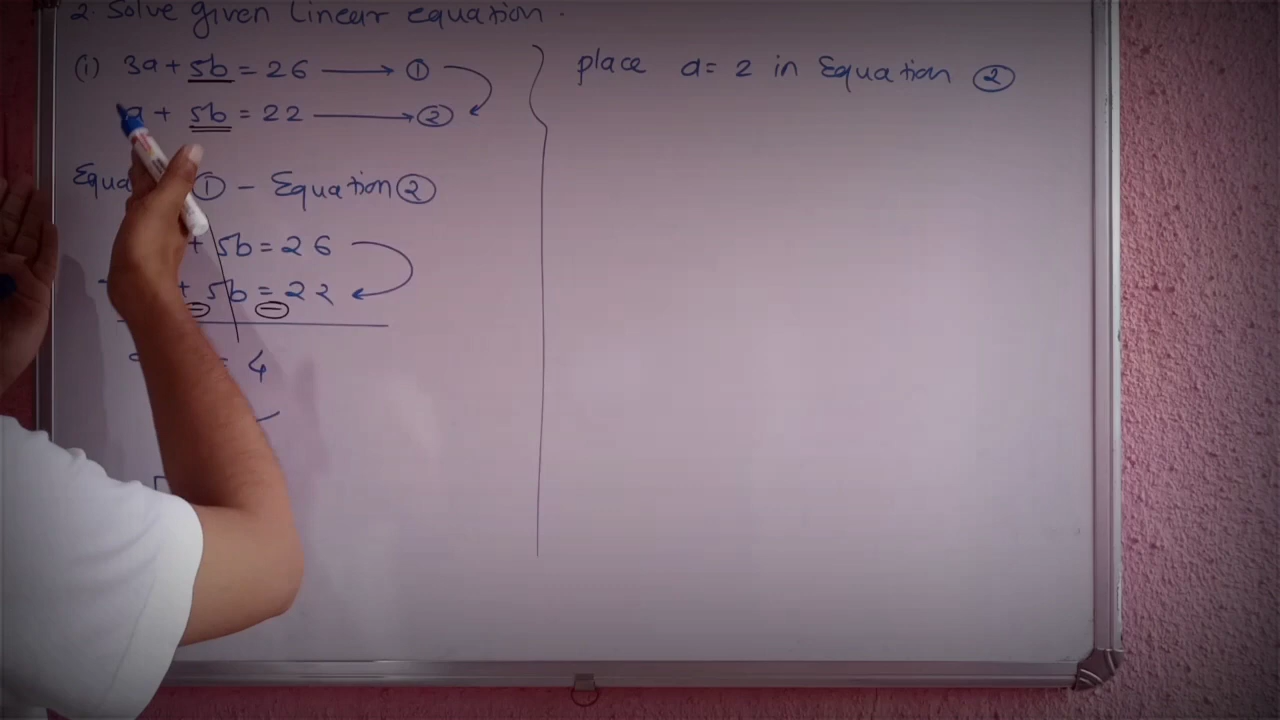 2. Solve given Linear equation.
(i) 3a + 5b = 26 ⟶ ①
a + 5b = 22 ⟶ ②
① - Equation ②
+ 5b = 26
+ 5b = 22
= 4
place a = 2 in Equation ②